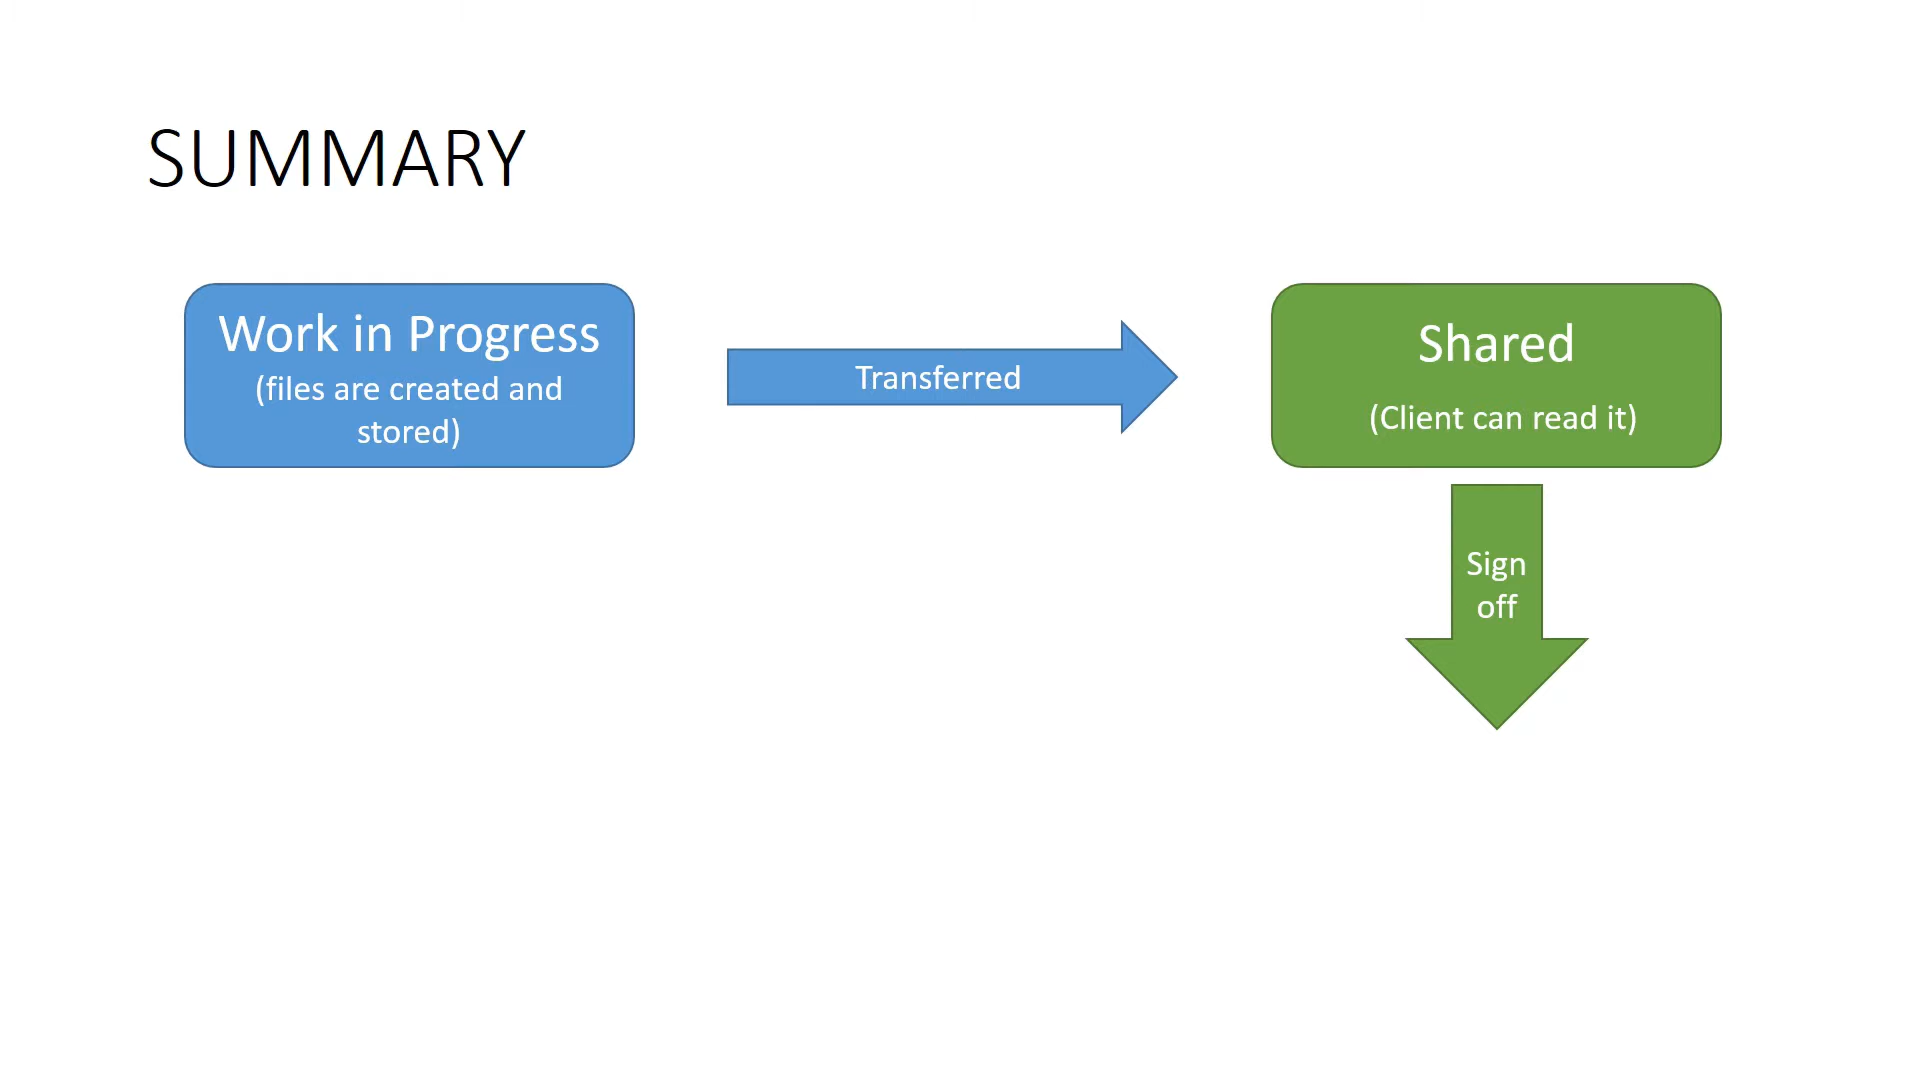 SUMMARY
Work in Progress
(files are created and
stored)
Transferred
Shared
(Client can read it)
Sign
off